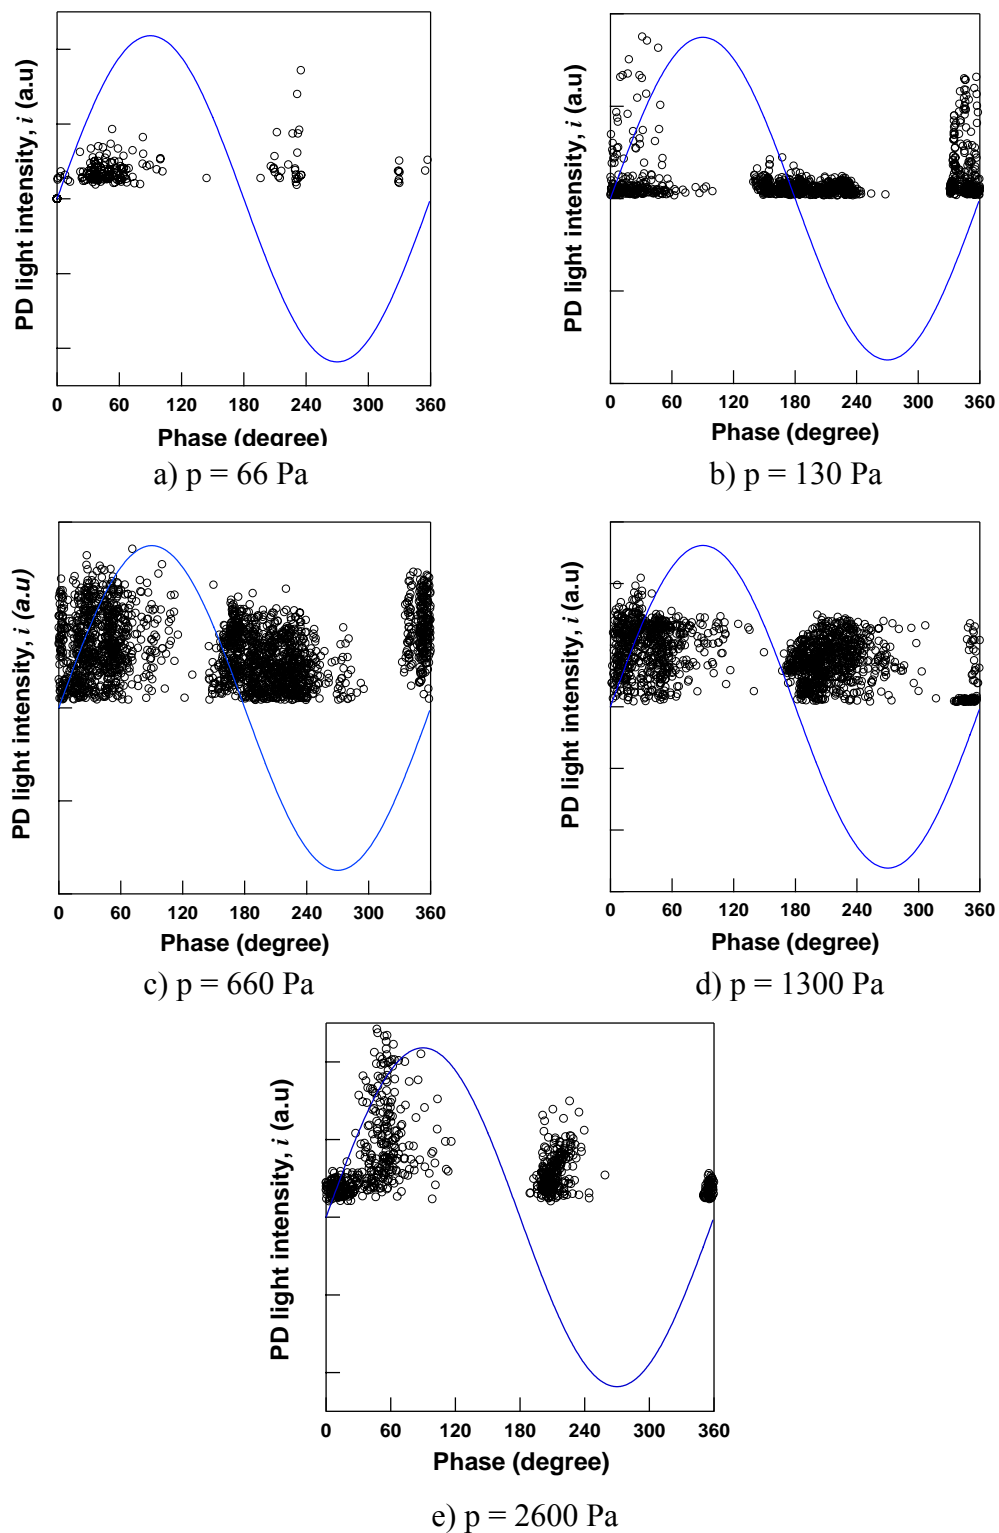 PD light intensity, i (a.u)
0 60 120 180 240 300 360
Phase (degree)
a) p = 66 Pa
PD light intensity, i (a.u)
0 60 120 180 240 300 360
Phase (degree)
b) p = 130 Pa
PD light intensity, i (a.u)
0 60 120 180 240 300 360
Phase (degree)
c) p = 660 Pa
PD light intensity, i (a.u)
0 60 120 180 240 300 360
Phase (degree)
d) p = 1300 Pa
PD light intensity, i (a.u)
0 60 120 180 240 300 360
Phase (degree)
e) p = 2600 Pa